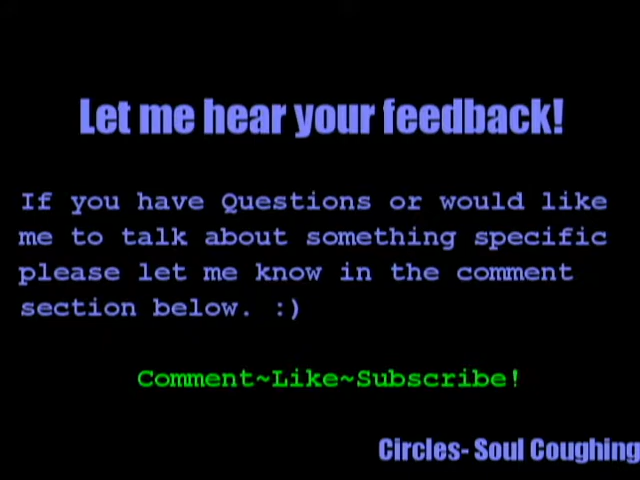 Let me hear your feedback!
If you have Questions or would like
me to talk about something specific
please let me know in the comment
section below. :)
Comment~Like~Subscribe!
Circles- Soul Coughing